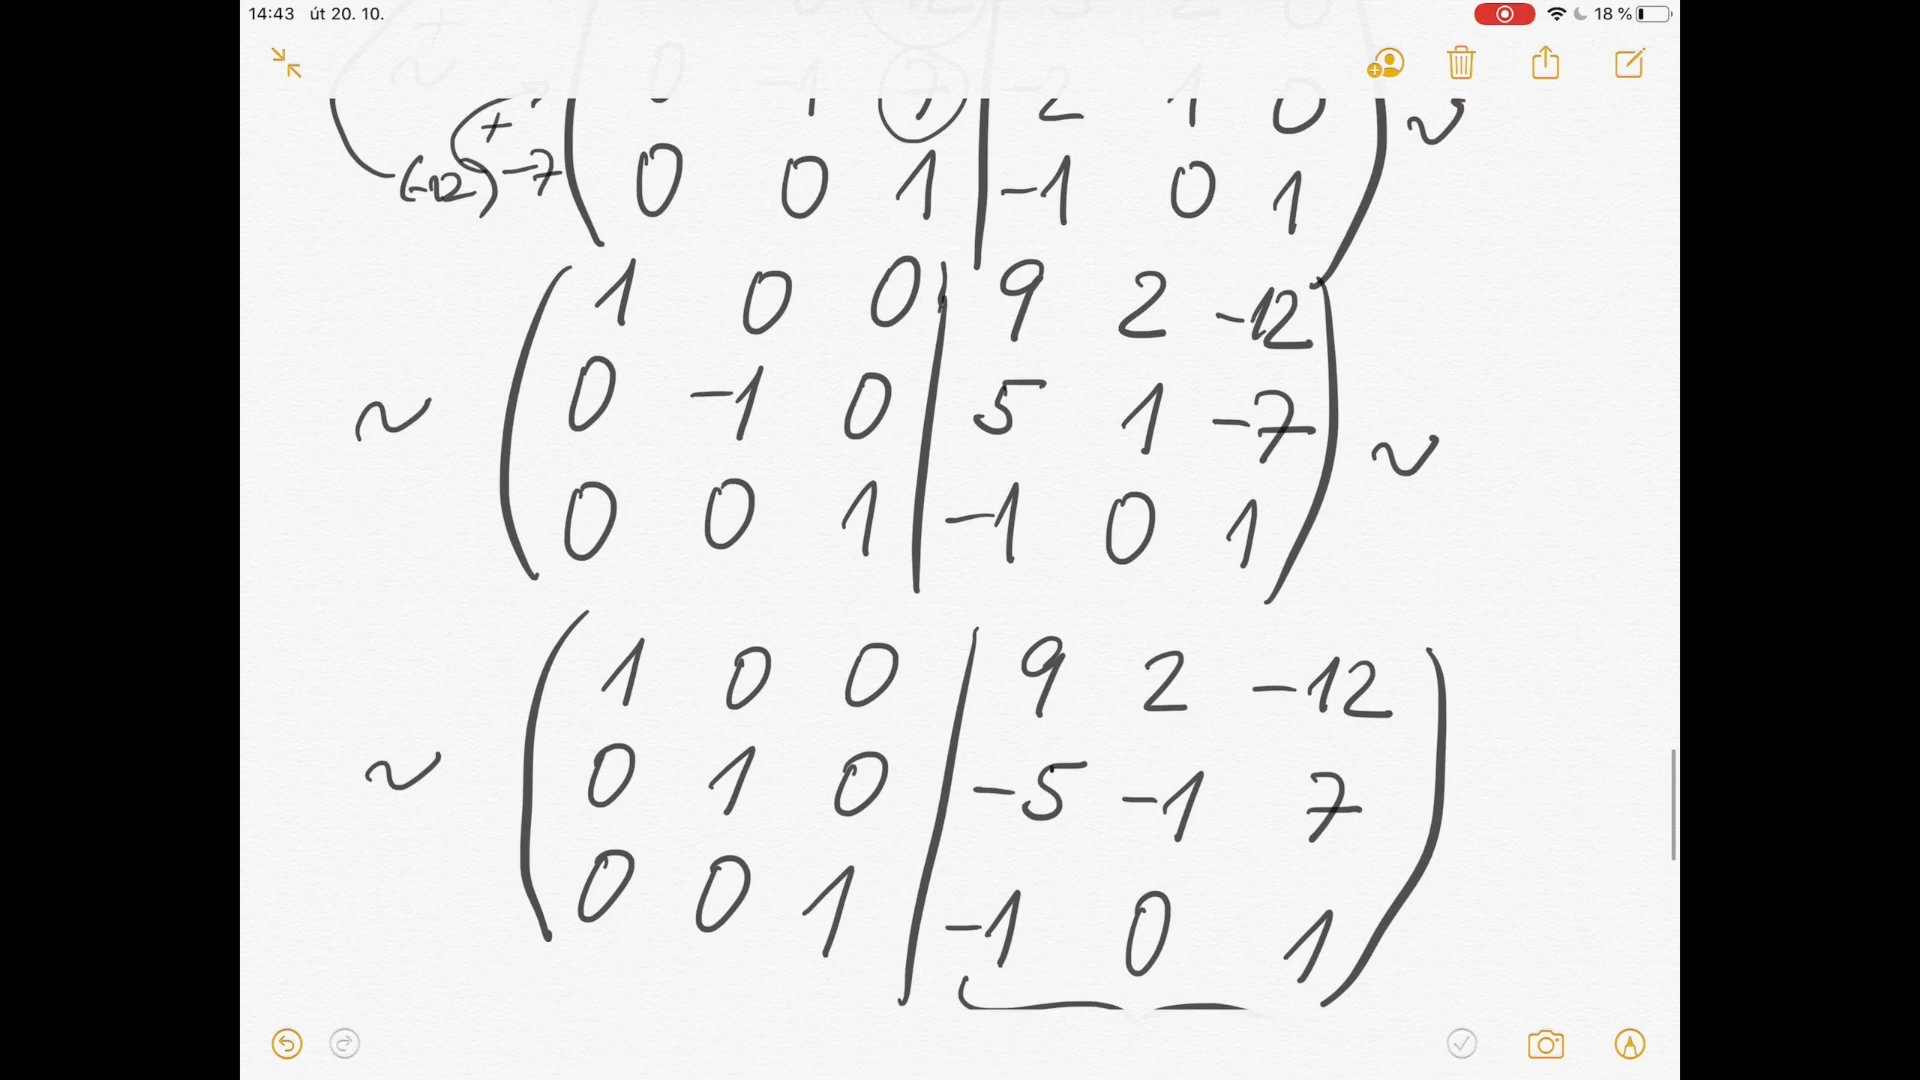 14:43 út 20. 10. 18 %
+
(-12) -7 0 0 1 | -1 0 1
~ 1 0 0 | 9 2 -12
0 -1 0 | 5 1 -7 ~
0 0 1 | -1 0 1
1 0 0 | 9 2 -12
~ 0 1 0 | -5 -1 7
0 0 1 | -1 0 1